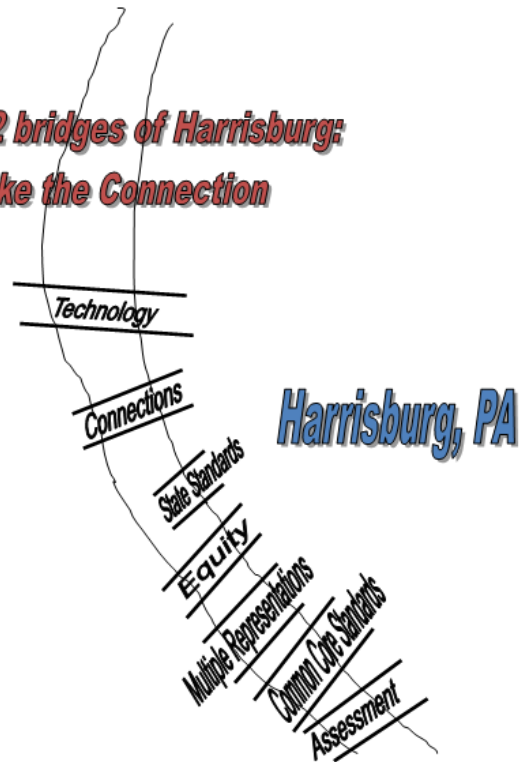 2 bridges of Harrisburg:
ke the Connection
Technology
Connections
Harrisburg, PA
State Standards
Equity
Multiple Representations
Common Core Standards
Assessment